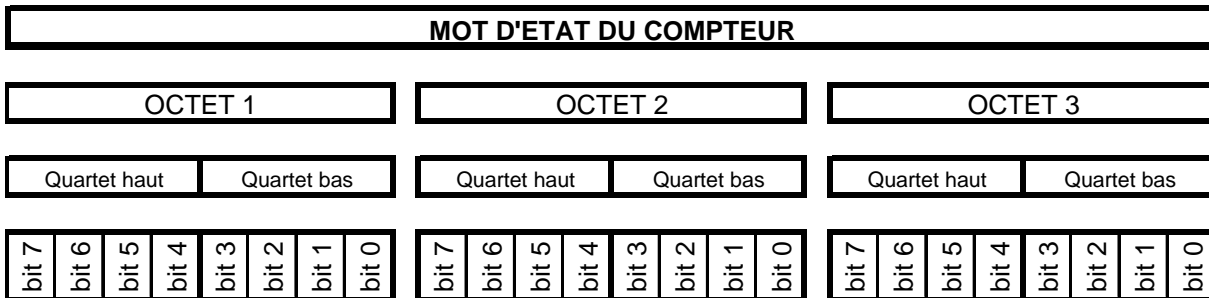 MOT D'ETAT DU COMPTEUR
OCTET 1 OCTET 2 OCTET 3
Quartet haut Quartet bas Quartet haut Quartet bas Quartet haut Quartet bas
bit 7 bit 6 bit 5 bit 4 bit 3 bit 2 bit 1 bit 0 bit 7 bit 6 bit 5 bit 4 bit 3 bit 2 bit 1 bit 0 bit 7 bit 6 bit 5 bit 4 bit 3 bit 2 bit 1 bit 0